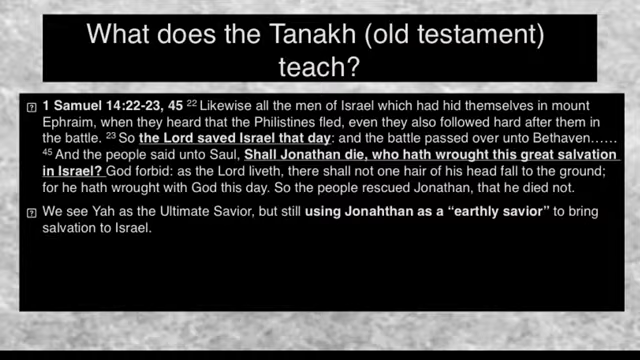 What does the Tanakh (old testament)
teach?
1 Samuel 14:22-23, 45 22 Likewise all the men of Israel which had hid themselves in mount
Ephraim, when they heard that the Philistines fled, even they also followed hard after them in
the battle. 23 So the Lord saved Israel that day: and the battle passed over unto Bethaven……
45 And the people said unto Saul, Shall Jonathan die, who hath wrought this great salvation
in Israel? God forbid: as the Lord liveth, there shall not one hair of his head fall to the ground;
for he hath wrought with God this day. So the people rescued Jonathan, that he died not.
We see Yah as the Ultimate Savior, but still using Jonahthan as a “earthly savior” to bring
salvation to Israel.